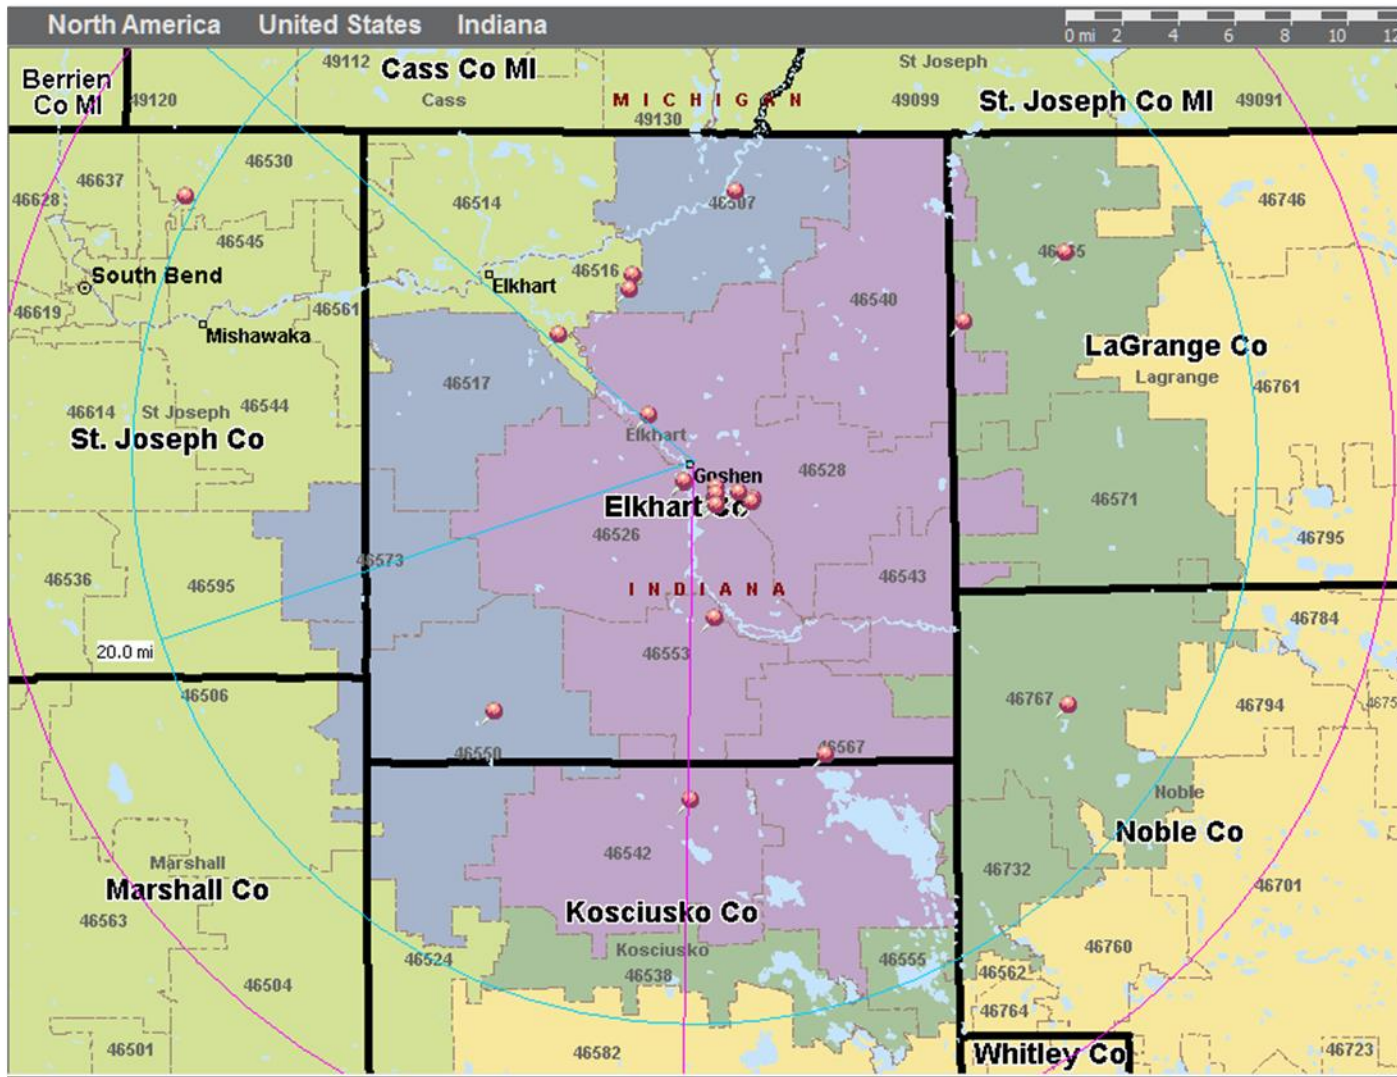 North America United States Indiana
0 mi 2 4 6 8 10 12
Berrien
Co MI
49120
49112
Cass Co MI
Cass
MICHIGAN
49130
St Joseph
49099
St. Joseph Co MI
49091
46530
46637
46628
46514
46507
46746
46545
46516
South Bend
Elkhart
46540
46619
46561
Mishawaka
LaGrange Co
Lagrange
46761
46517
46614
St Joseph
46544
St. Joseph Co
Elkhart
Goshen
46528
46571
Elkhart Co
46526
46795
46573
46536
46595
46543
INDIANA
46784
20.0 mi
46553
46506
46767
46794
46550
46567
Noble
Noble Co
46542
Marshall
Marshall Co
46732
46701
46563
Kosciusko Co
Kosciusko
46524
46538
46555
46760
46562
46504
46764
46501
46582
Whitley Co
46723